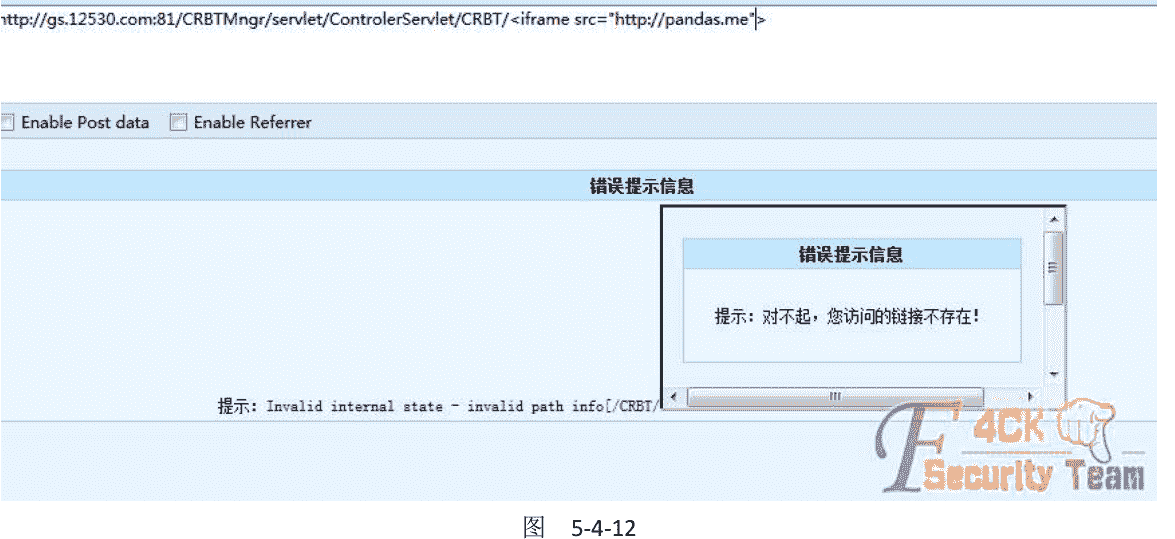 http://gs.12530.com:81/CRBTMngr/servlet/ControlerServlet/CRBT/<iframe src="http://pandas.me">
Enable Post data Enable Referrer
错误提示信息
错误提示信息
提示：对不起，您访问的链接不存在！
提示：Invalid internal state - invalid path info[/CRBT/
F4CK
Security Team
图 5-4-12